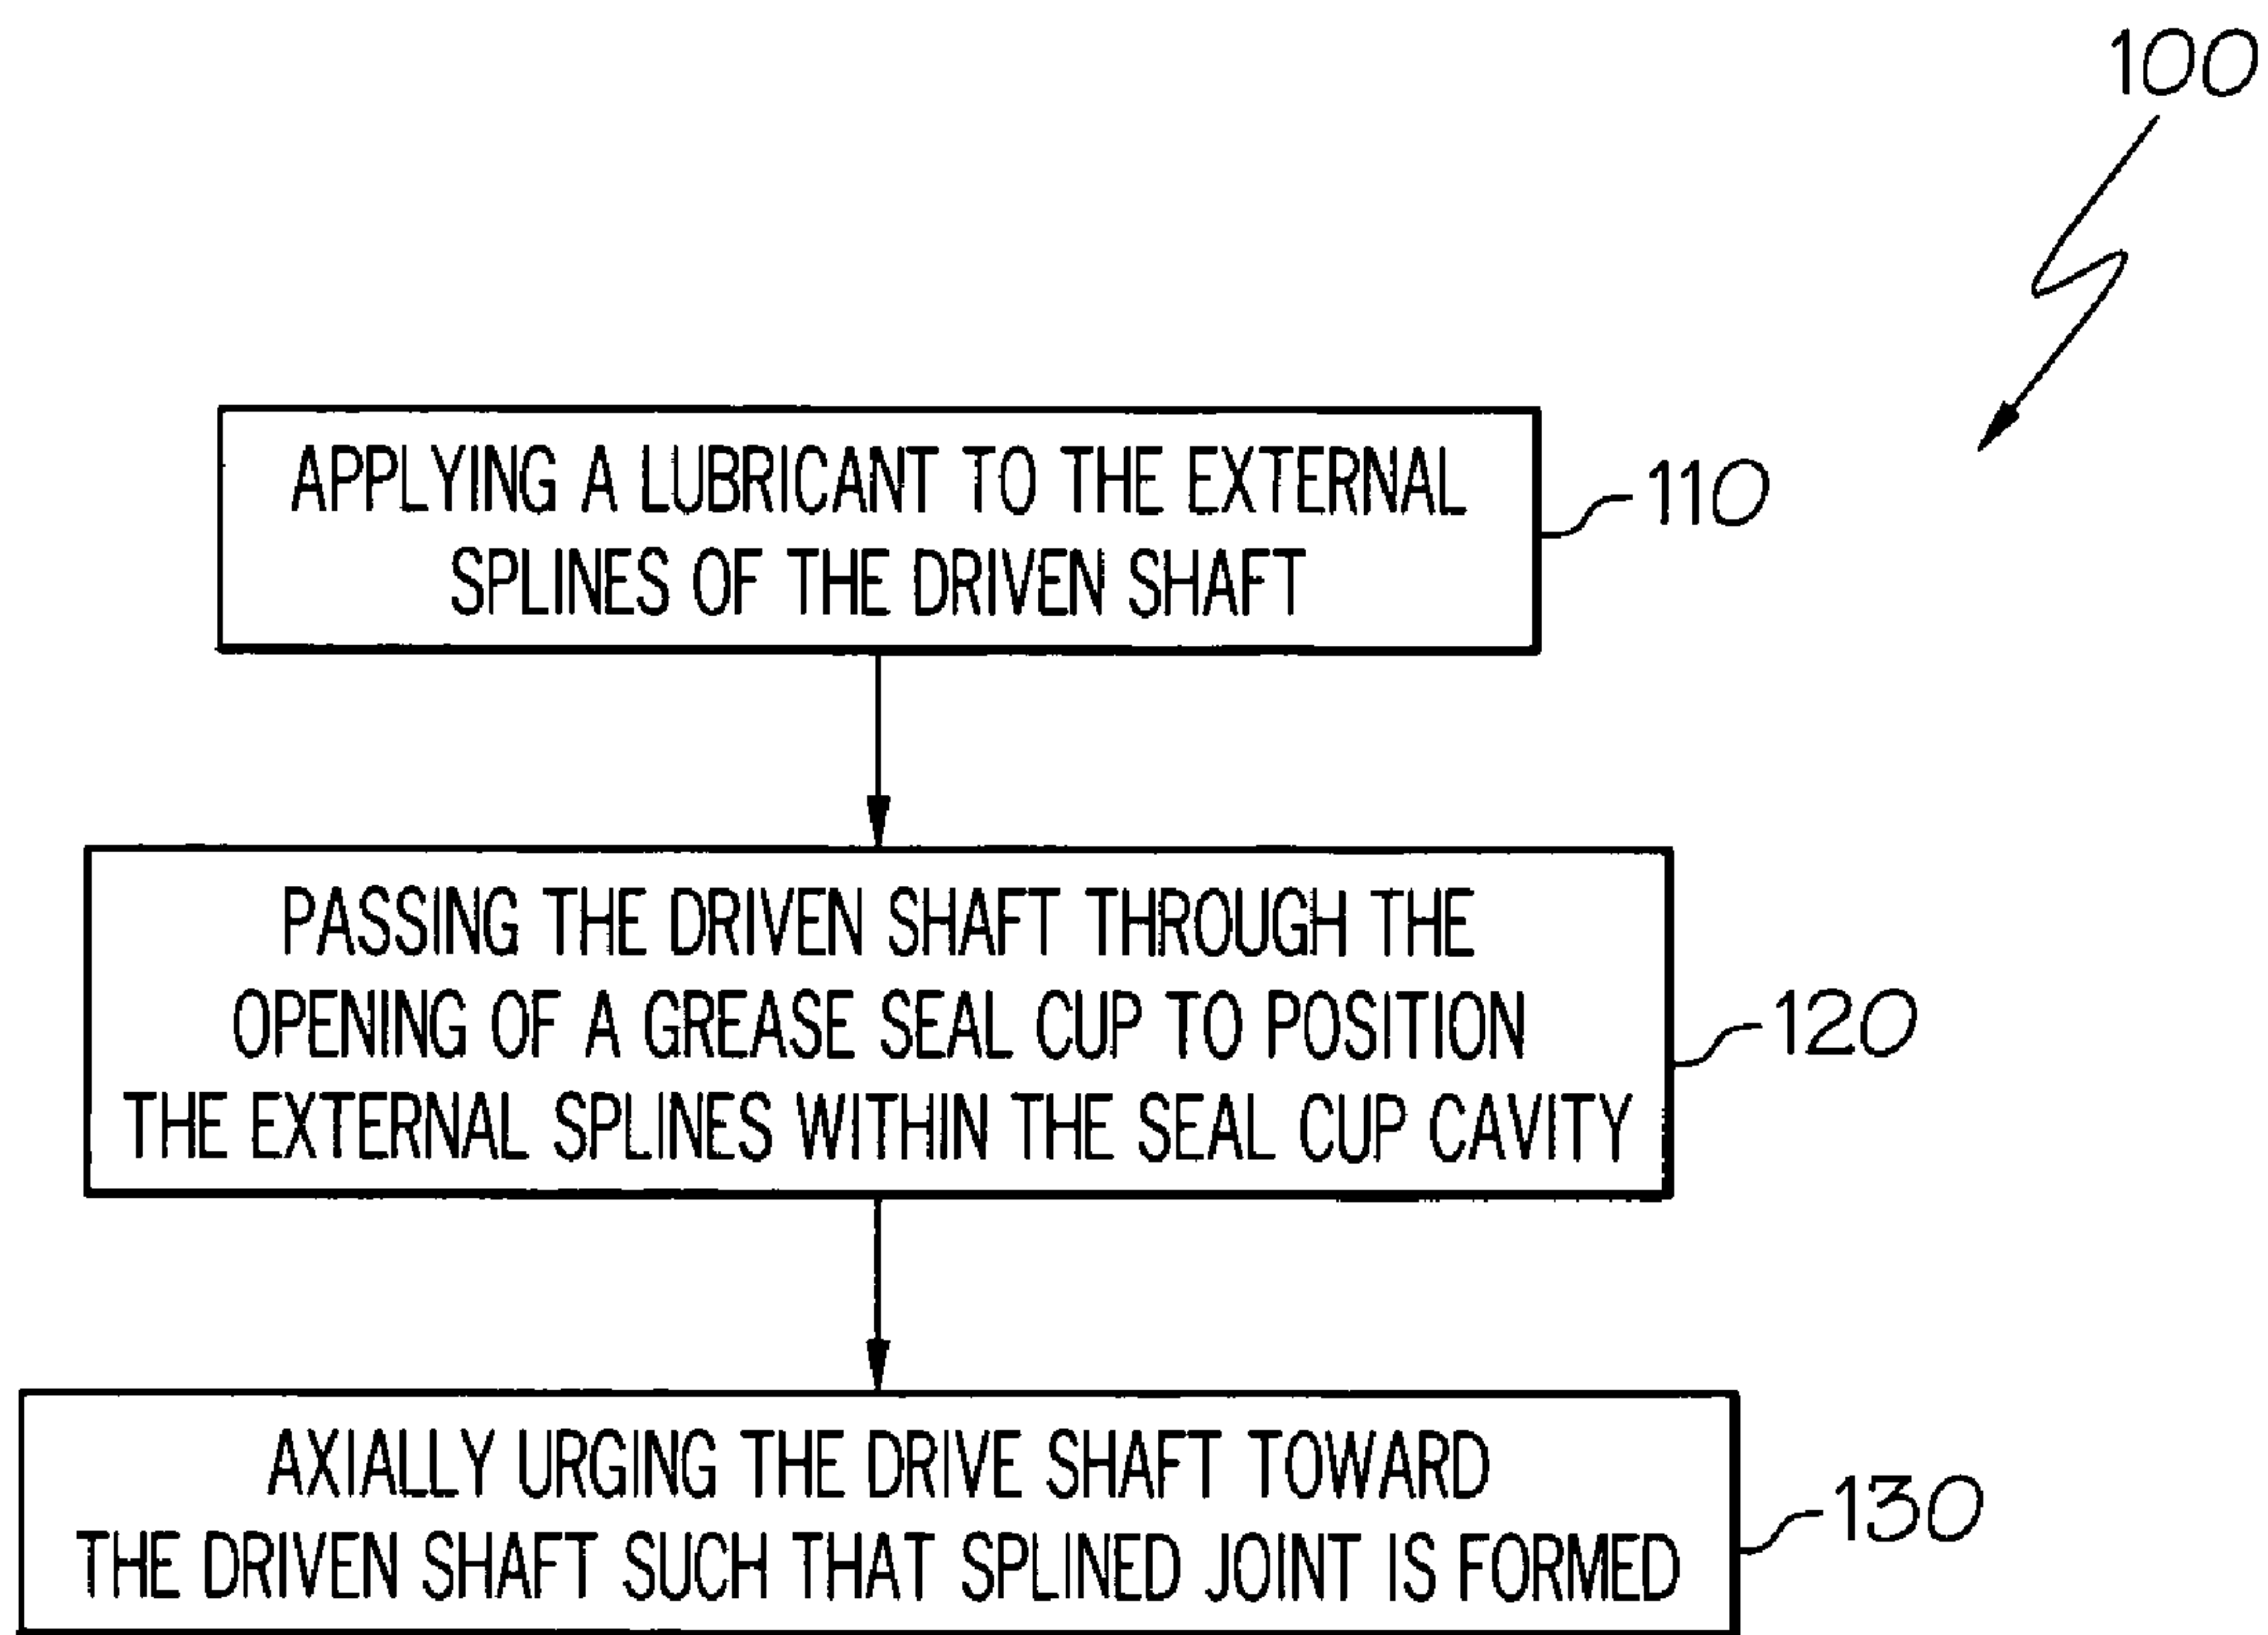 100
APPLYING A LUBRICANT TO THE EXTERNAL
SPLINES OF THE DRIVEN SHAFT
110
PASSING THE DRIVEN SHAFT THROUGH THE
OPENING OF A GREASE SEAL CUP TO POSITION
THE EXTERNAL SPLINES WITHIN THE SEAL CUP CAVITY
120
AXIALLY URGING THE DRIVE SHAFT TOWARD
THE DRIVEN SHAFT SUCH THAT SPLINED JOINT IS FORMED
130